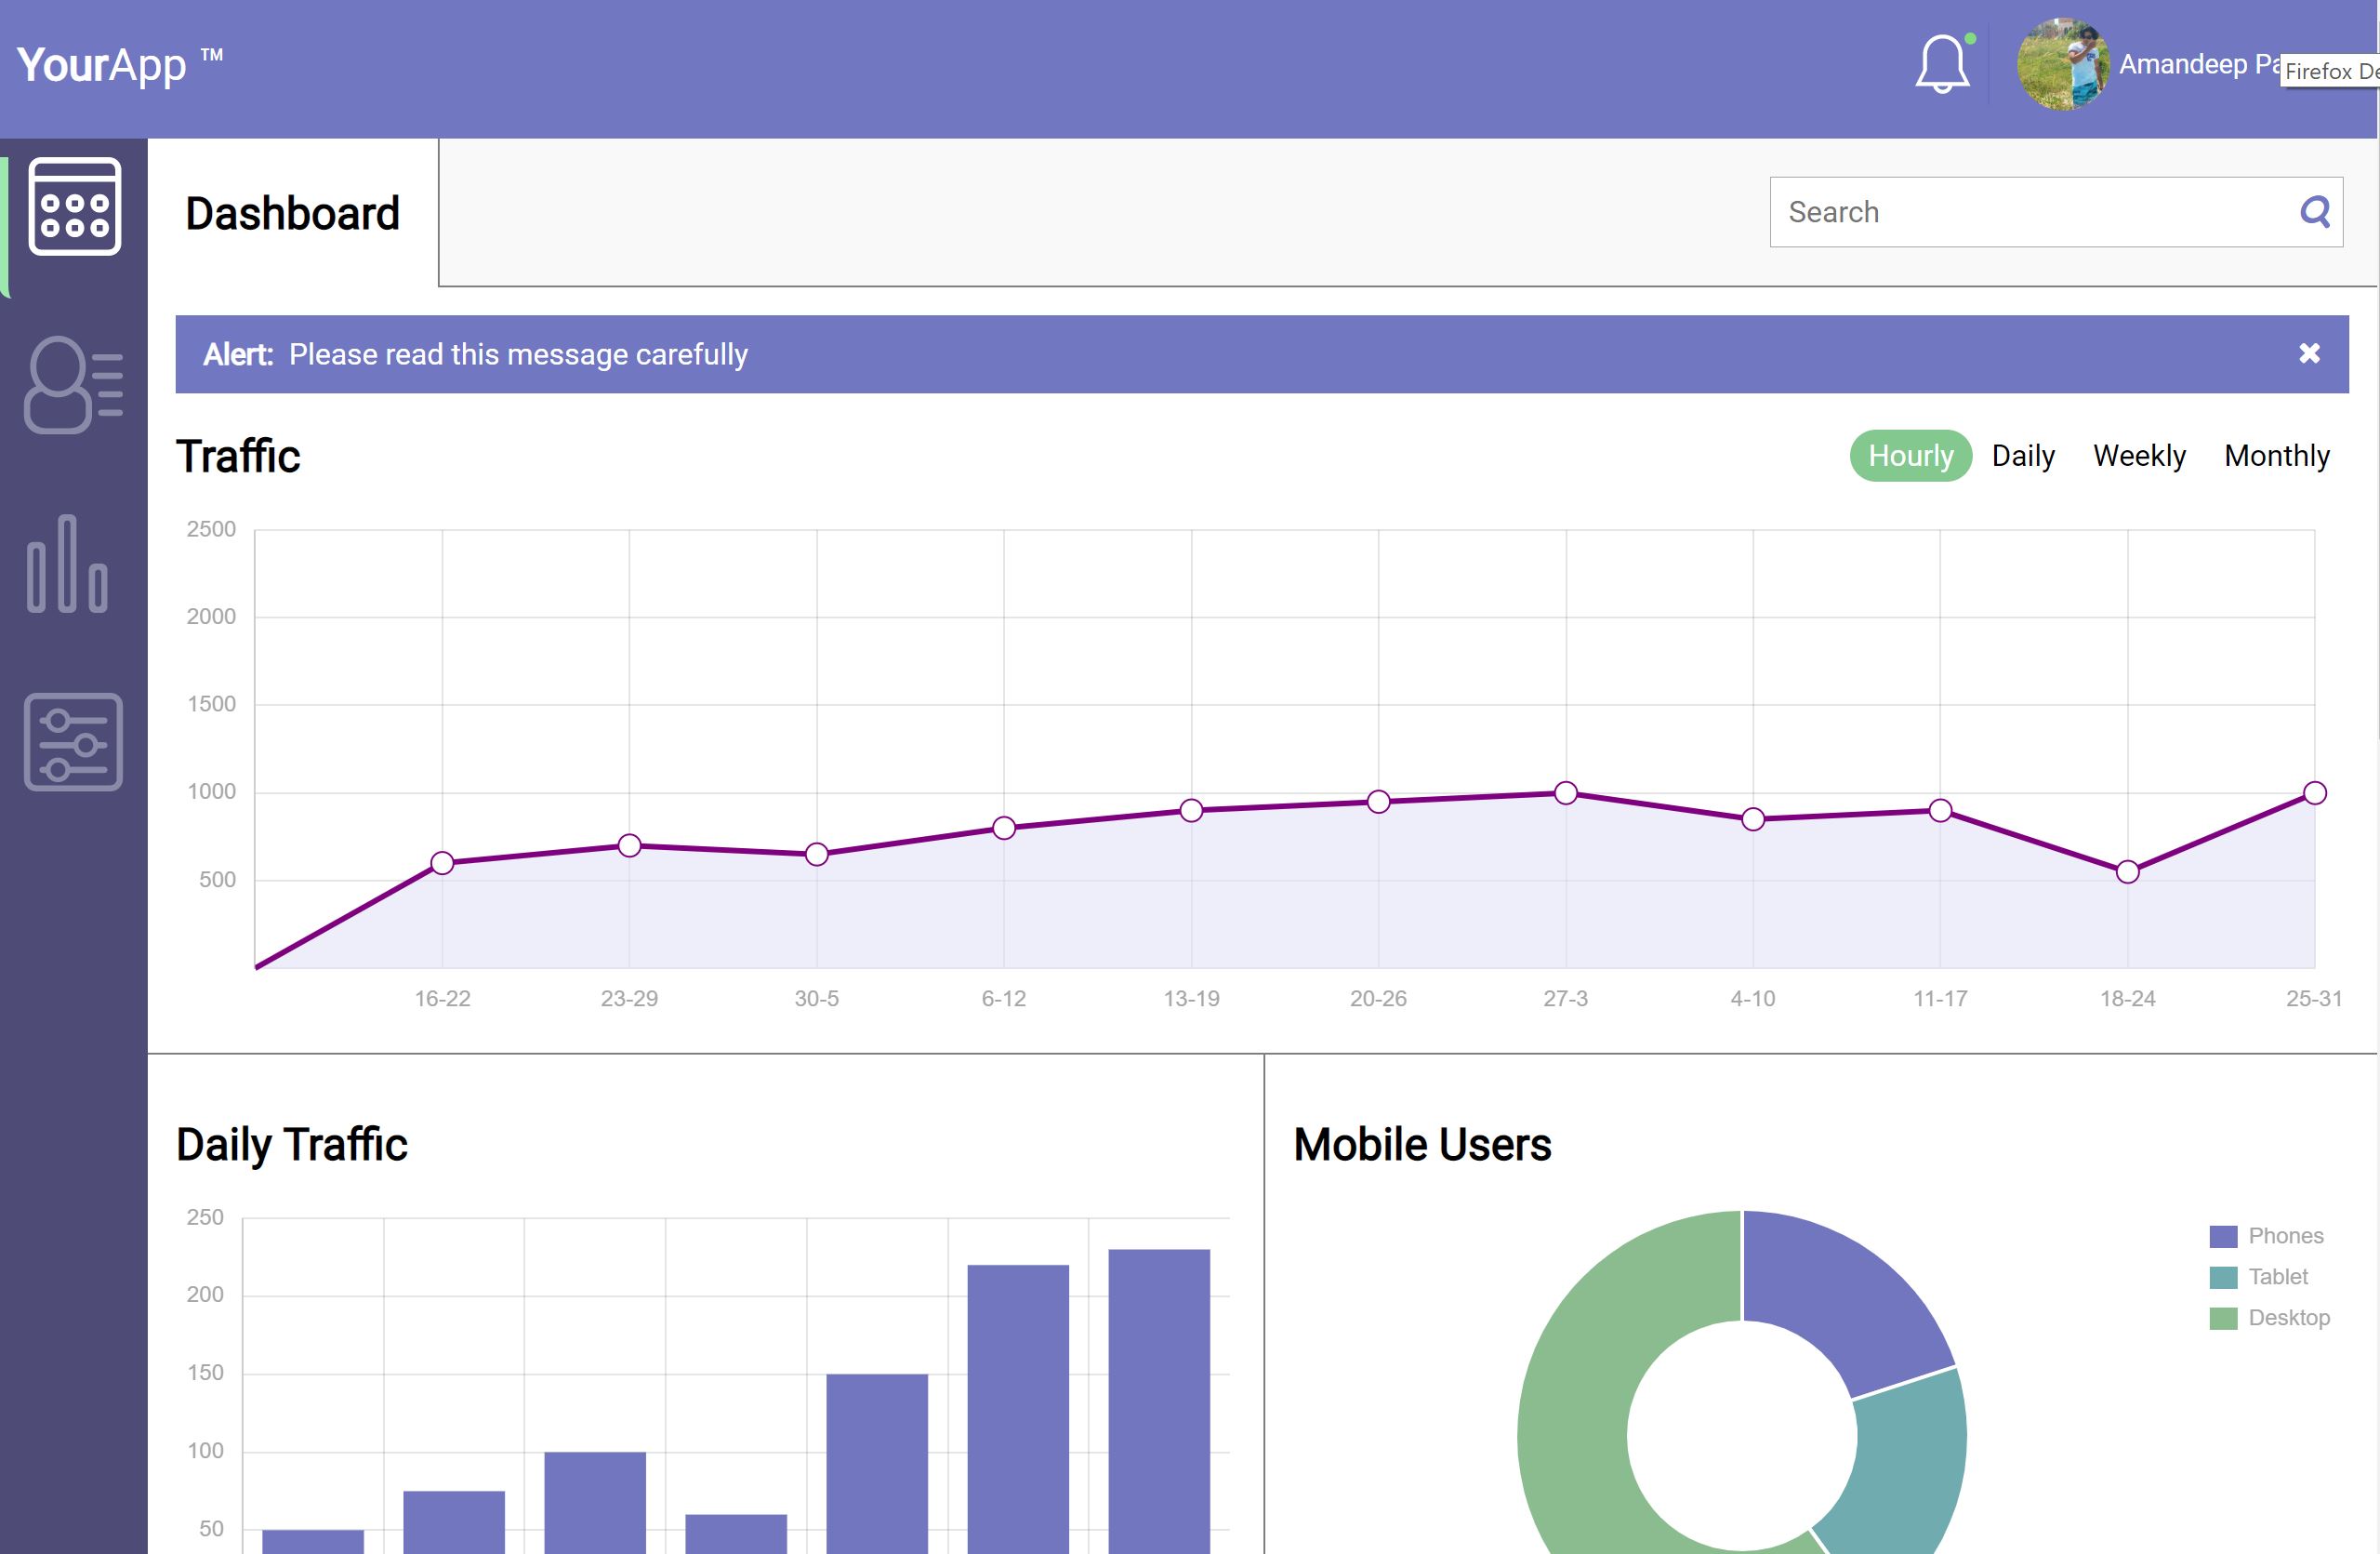 YourApp ™
Amandeep
Firefox
Dashboard
Search
Alert: Please read this message carefully
Traffic
Hourly Daily Weekly Monthly
2500
2000
1500
1000
500
16-22 23-29 30-5 6-12 13-19 20-26 27-3 4-10 11-17 18-24 25-31
Daily Traffic
250
200
150
100
50
Mobile Users
Phones
Tablet
Desktop